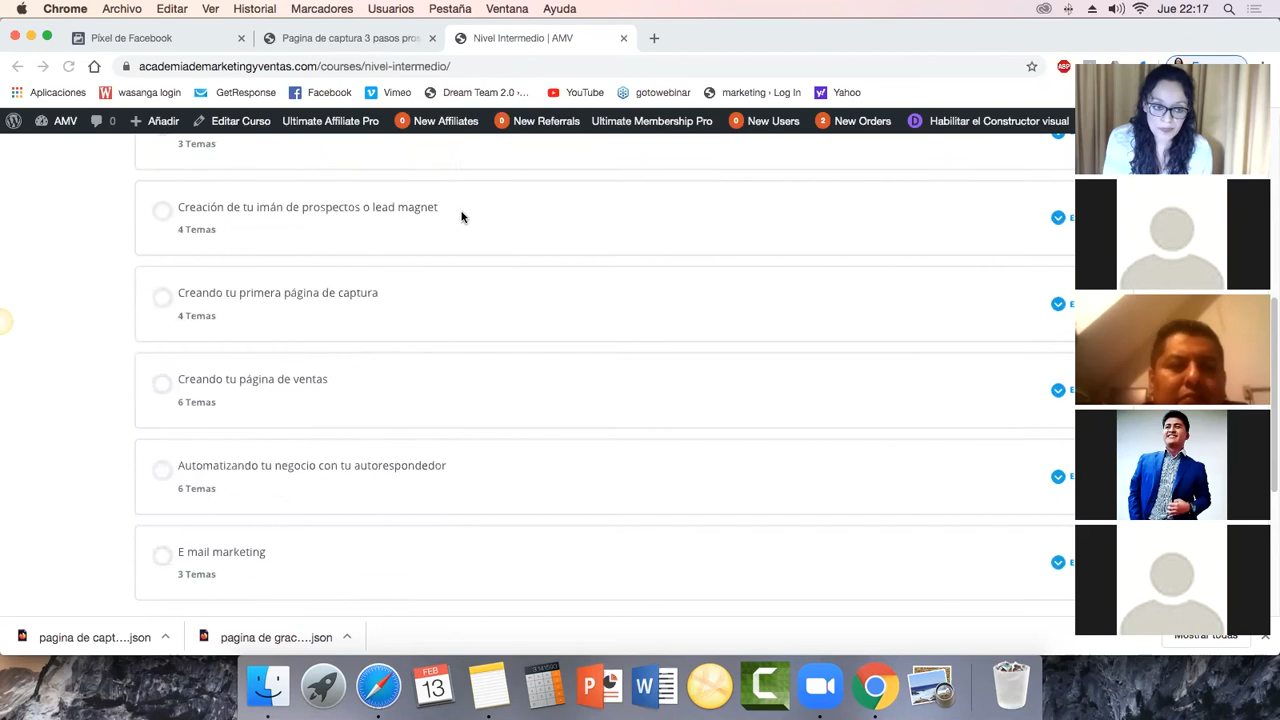 Chrome Archivo Editar Ver Historial Marcadores Usuarios Pestaña Ventana Ayuda Jue 22:17
Píxel de Facebook
Pagina de captura 3 pasos pros
Nivel Intermedio | AMV
academiademarketingyventas.com/courses/nivel-intermedio/
ABP
Aplicaciones wasanga login GetResponse Facebook Vimeo Dream Team 2.0 ·… YouTube gotowebinar marketing › Log In Yahoo
AMV 0 Añadir Editar Curso Ultimate Affiliate Pro 0 New Affiliates 0 New Referrals Ultimate Membership Pro 0 New Users 2 New Orders D Habilitar el Constructor visual
3 Temas
Creación de tu imán de prospectos o lead magnet
4 Temas
E
Creando tu primera página de captura
4 Temas
E
Creando tu página de ventas
6 Temas
E
Automatizando tu negocio con tu autorespondedor
6 Temas
E
E mail marketing
3 Temas
E
pagina de capt….json
pagina de grac….json
Mostrar todas
FEB
13